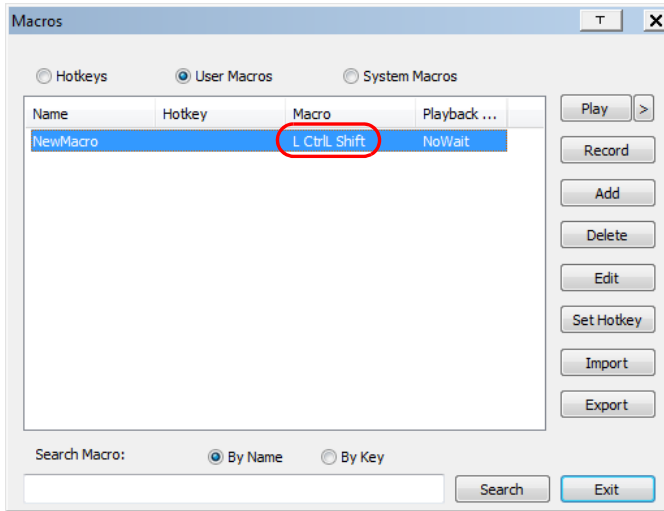 Macros T X
Hotkeys User Macros System Macros
Name Hotkey Macro Playback ... Play >
NewMacro L CtrlL Shift NoWait
Record
Add
Delete
Edit
Set Hotkey
Import
Export
Search Macro: By Name By Key
Search Exit